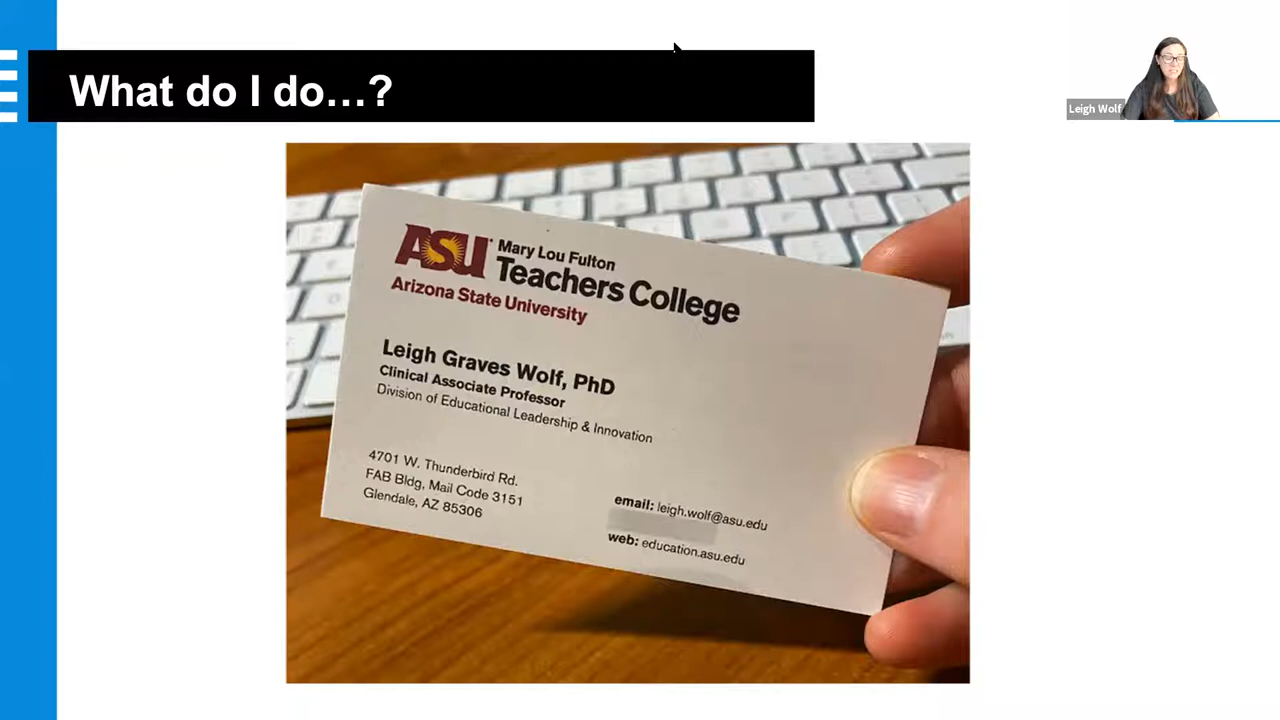 What do I do...?
Leigh Wolf
ASU Mary Lou Fulton
Teachers College
Arizona State University
Leigh Graves Wolf, PhD
Clinical Associate Professor
Division of Educational Leadership & Innovation
4701 W. Thunderbird Rd.
FAB Bldg, Mail Code 3151
Glendale, AZ 85306
email: leigh.wolf@asu.edu
web: education.asu.edu